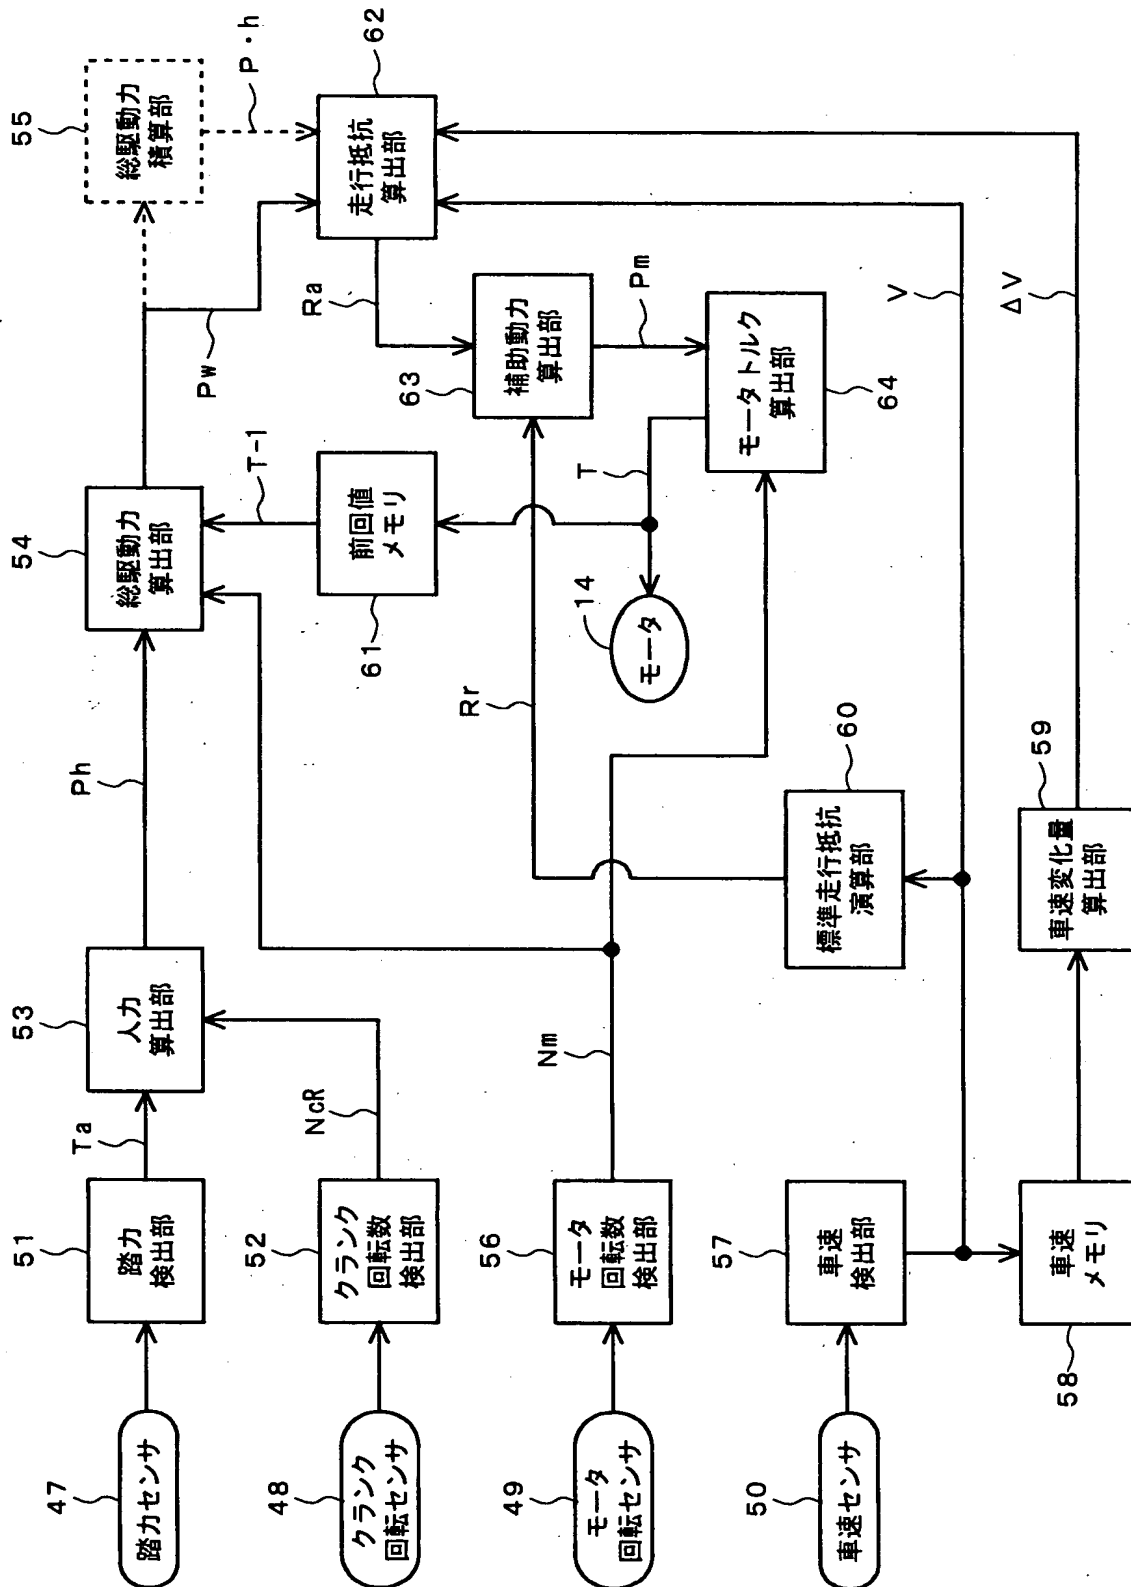 47
踏力センサ
51
踏力
検出部
Ta
53
人力
算出部
Ph
54
総駆動力
算出部
Pw
55
総駆動力
積算部
P・h
62
走行抵抗
算出部
48
クランク
回転センサ
52
クランク
回転数
検出部
NcR
T-1
前回値
メモリ
61
Ra
63
補助動力
算出部
Pm
Rr
T
14
モータ
モータトルク
算出部
64
49
モータ
回転センサ
56
モータ
回転数
検出部
Nm
50
車速センサ
57
車速
検出部
60
標準走行抵抗
演算部
V
58
車速
メモリ
59
車速変化量
算出部
ΔV